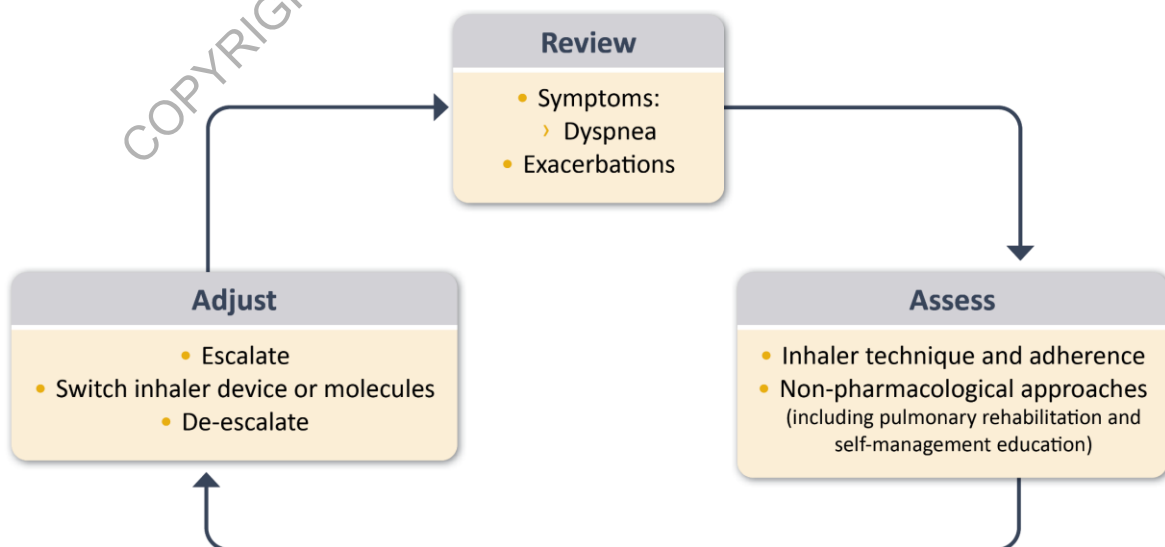 COPYRIGH
Review
• Symptoms:
› Dyspnea
• Exacerbations
Adjust
• Escalate
• Switch inhaler device or molecules
• De-escalate
Assess
• Inhaler technique and adherence
• Non-pharmacological approaches
(including pulmonary rehabilitation and
self-management education)